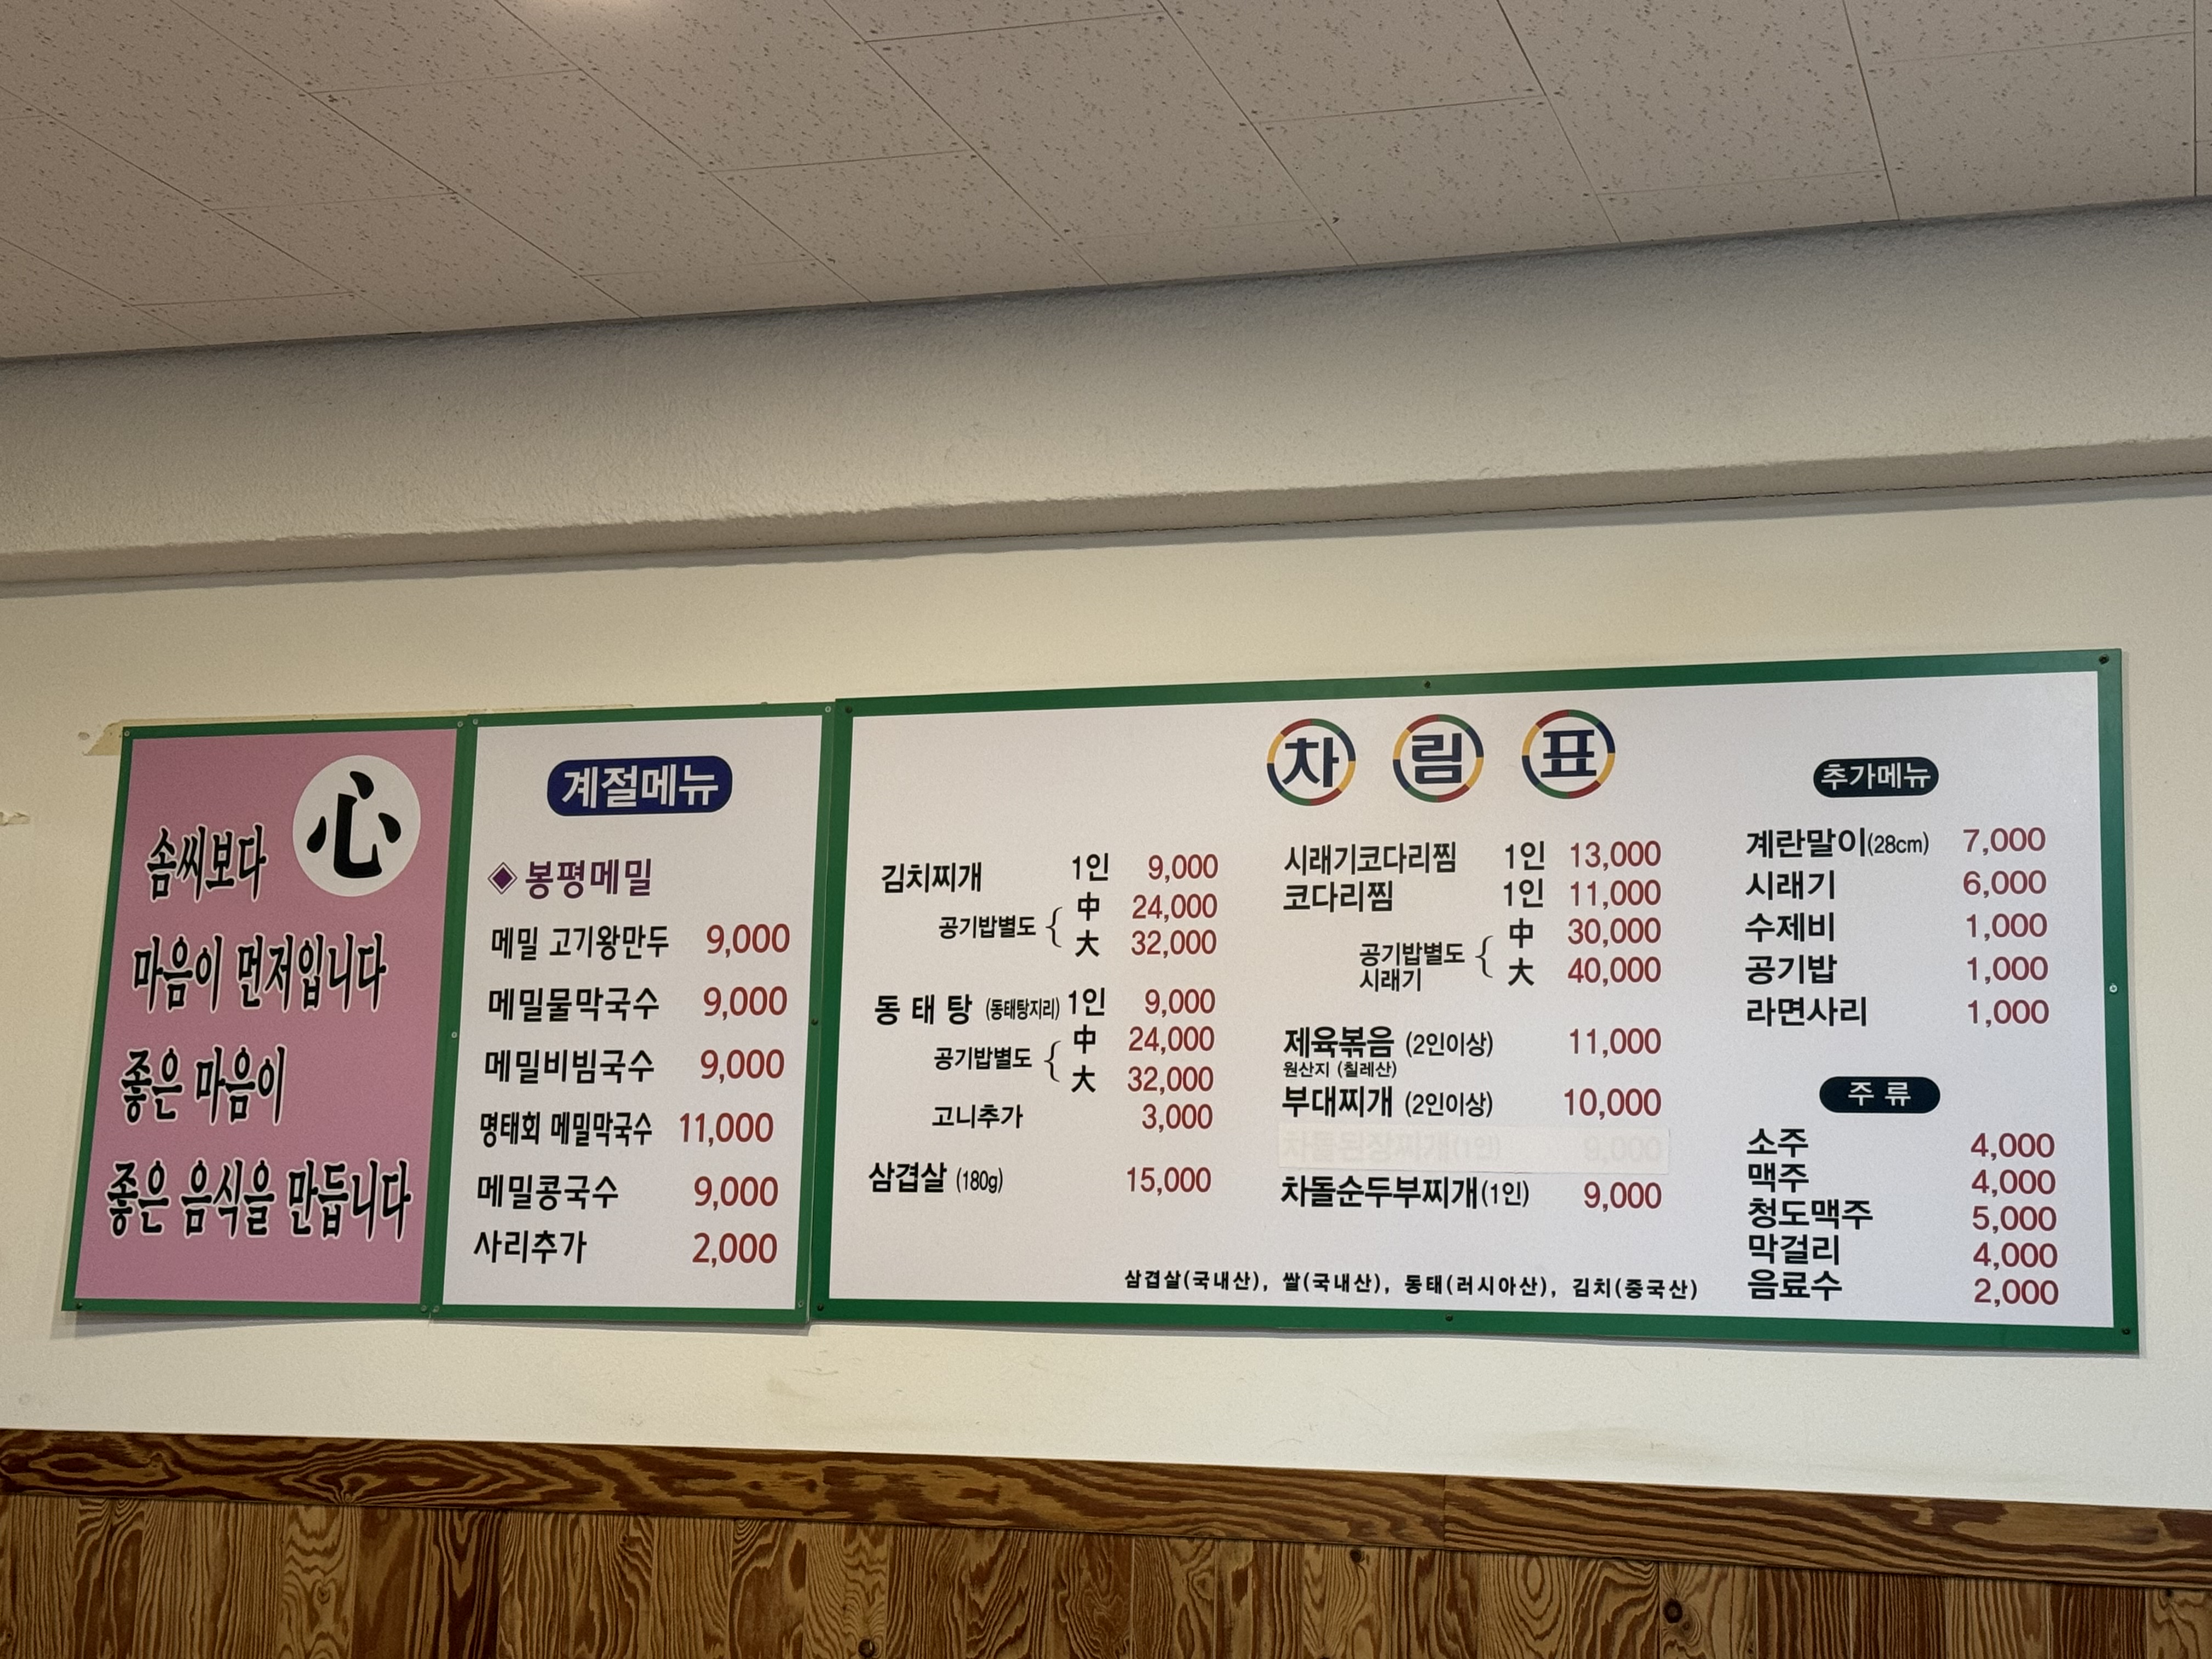 心
솜씨보다
마음이 먼저입니다
좋은 마음이
좋은 음식을 만듭니다
계절메뉴
봉평메밀
메밀 고기왕만두 9,000
메밀물막국수 9,000
메밀비빔국수 9,000
명태회 메밀막국수 11,000
메밀콩국수 9,000
사리추가 2,000
차림표
김치찌개 1인 9,000
공기밥별도 { 中 24,000
大 32,000
동태탕 (동태탕지리) 1인 9,000
공기밥별도 { 中 24,000
大 32,000
고니추가 3,000
삼겹살 (180g) 15,000
시래기코다리찜 1인 13,000
코다리찜 1인 11,000
공기밥별도 시래기 { 中 30,000
大 40,000
제육볶음 (2인이상) 11,000
원산지 (칠레산)
부대찌개 (2인이상) 10,000
차돌된장찌개(1인) 9,000
차돌순두부찌개(1인) 9,000
삼겹살(국내산), 쌀(국내산), 동태(러시아산), 김치(중국산)
추가메뉴
계란말이(28cm) 7,000
시래기 6,000
수제비 1,000
공기밥 1,000
라면사리 1,000
주류
소주 4,000
맥주 4,000
청도맥주 5,000
막걸리 4,000
음료수 2,000